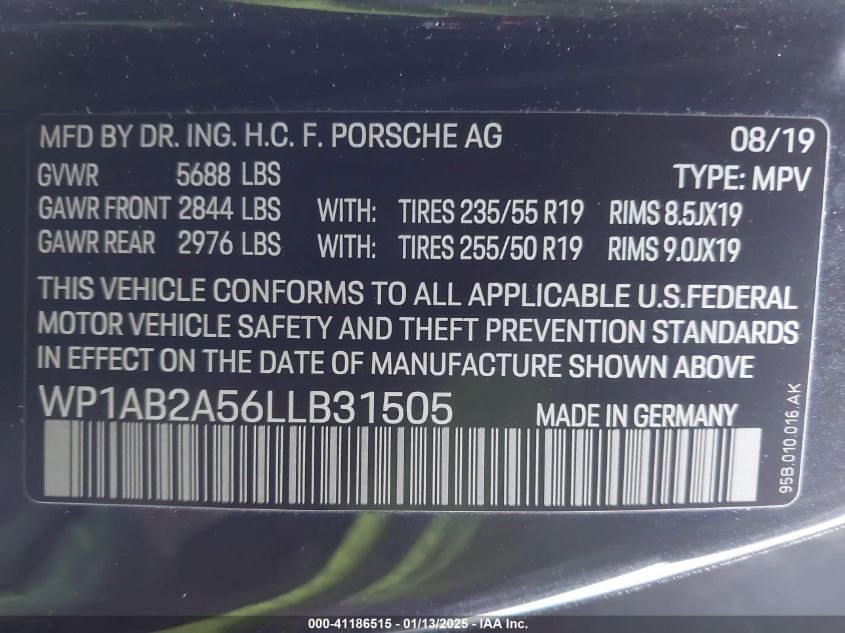 MFD BY DR. ING. H.C. F. PORSCHE AG 08/19
GVWR 5688 LBS TYPE: MPV
GAWR FRONT 2844 LBS WITH: TIRES 235/55 R19 RIMS 8.5JX19
GAWR REAR 2976 LBS WITH: TIRES 255/50 R19 RIMS 9.0JX19
THIS VEHICLE CONFORMS TO ALL APPLICABLE U.S.FEDERAL
MOTOR VEHICLE SAFETY AND THEFT PREVENTION STANDARDS
IN EFFECT ON THE DATE OF MANUFACTURE SHOWN ABOVE
WP1AB2A56LLB31505 MADE IN GERMANY
95B.010.016.AK
000-41186515 - 01/13/2025 - IAA Inc.